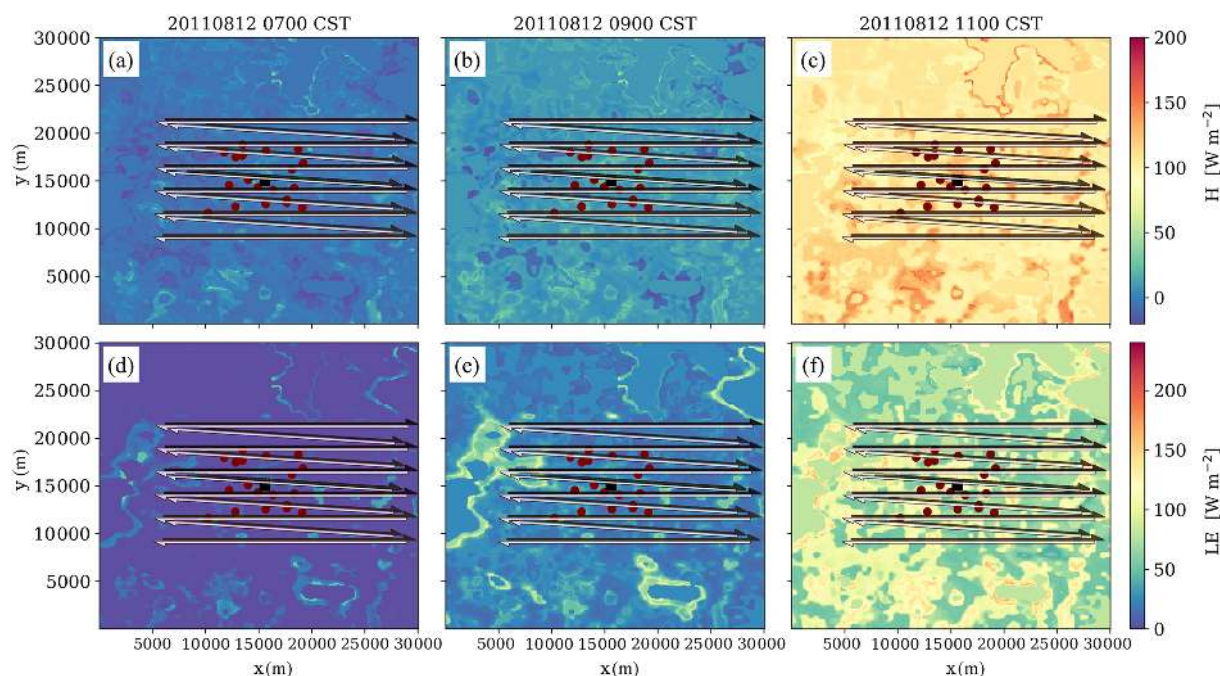 20110812 0700 CST 20110812 0900 CST 20110812 1100 CST
30000 (a) (b) (c) 200
25000
20000 150
y (m) 15000 100 H [W m⁻²]
10000 50
5000 0
30000 (d) (e) (f)
25000 200
20000 150
y (m) 15000 100 LE [W m⁻²]
10000 50
5000 0
5000 10000 15000 20000 25000 30000 5000 10000 15000 20000 25000 30000 5000 10000 15000 20000 25000 30000
x (m) x (m) x (m)